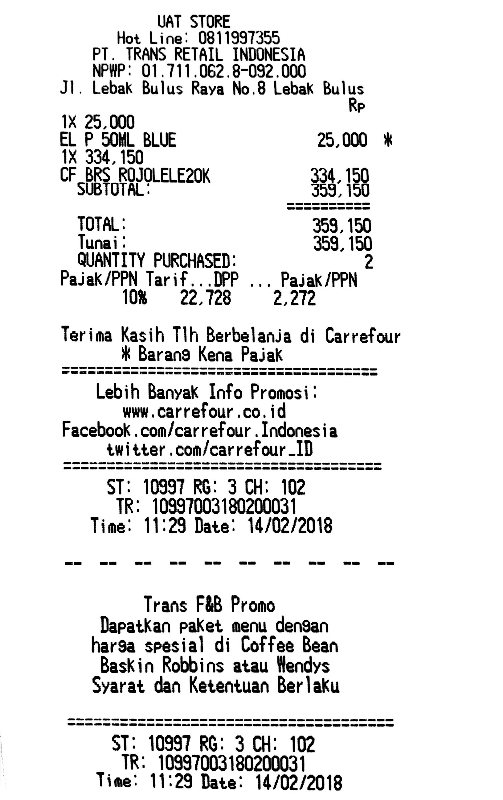 UAT STORE
Hot Line: 0811997355
PT. TRANS RETAIL INDONESIA
NPWP: 01.711.062.8-092.000
Jl. Lebak Bulus Raya No.8 Lebak Bulus
Rp
1X 25,000
EL P 50ML BLUE 25,000 *
1X 334,150
CF BRS ROJOLELE20K 334,150
SUBTOTAL: 359,150
==========
TOTAL: 359,150
Tunai: 359,150
QUANTITY PURCHASED: 2
Pajak/PPN Tarif...DPP ... Pajak/PPN
10% 22,728 2,272
Terima Kasih Tlh Berbelanja di Carrefour
* Barang Kena Pajak
===================================
Lebih Banyak Info Promosi:
www.carrefour.co.id
Facebook.com/carrefour.Indonesia
twitter.com/carrefour_ID
===================================
ST: 10997 RG: 3 CH: 102
TR: 10997003180200031
Time: 11:29 Date: 14/02/2018
-- -- -- -- -- -- -- -- -- --
Trans F&B Promo
Dapatkan paket menu dengan
harga spesial di Coffee Bean
Baskin Robbins atau Wendys
Syarat dan Ketentuan Berlaku
====================================
ST: 10997 RG: 3 CH: 102
TR: 10997003180200031
Time: 11:29 Date: 14/02/2018